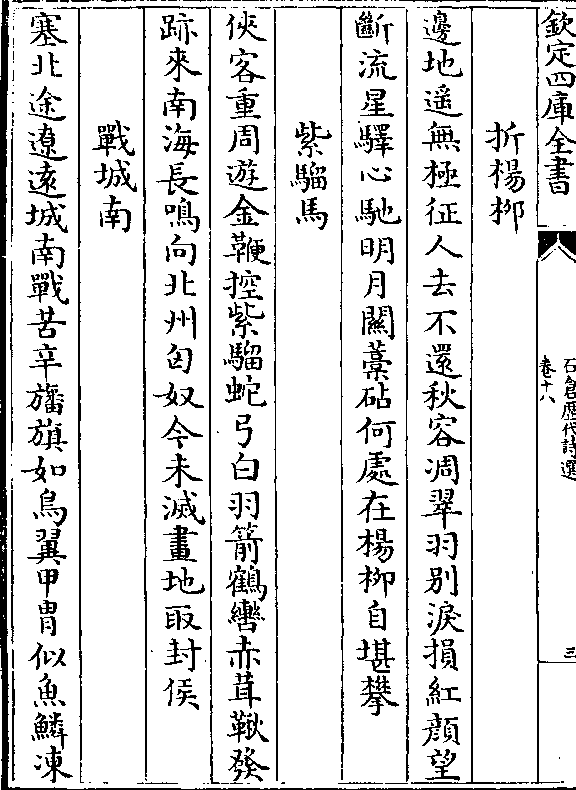 欽定四庫全書
石倉歷代詩選
卷十八
三
折楊柳
邊地遥無極征人去不還秋容凋翠羽别淚損紅顔望
斷流星驛心馳明月關藁砧何處在楊柳自堪攀
紫騮馬
俠客重周遊金鞭控紫騮蛇弓白羽箭鶴轡赤茸鞦發
跡來南海長鳴向北州匈奴今未滅畫地取封侯
戰城南
塞北途遼遠城南戰苦辛旛旗如鳥翼甲胄似魚鱗凍